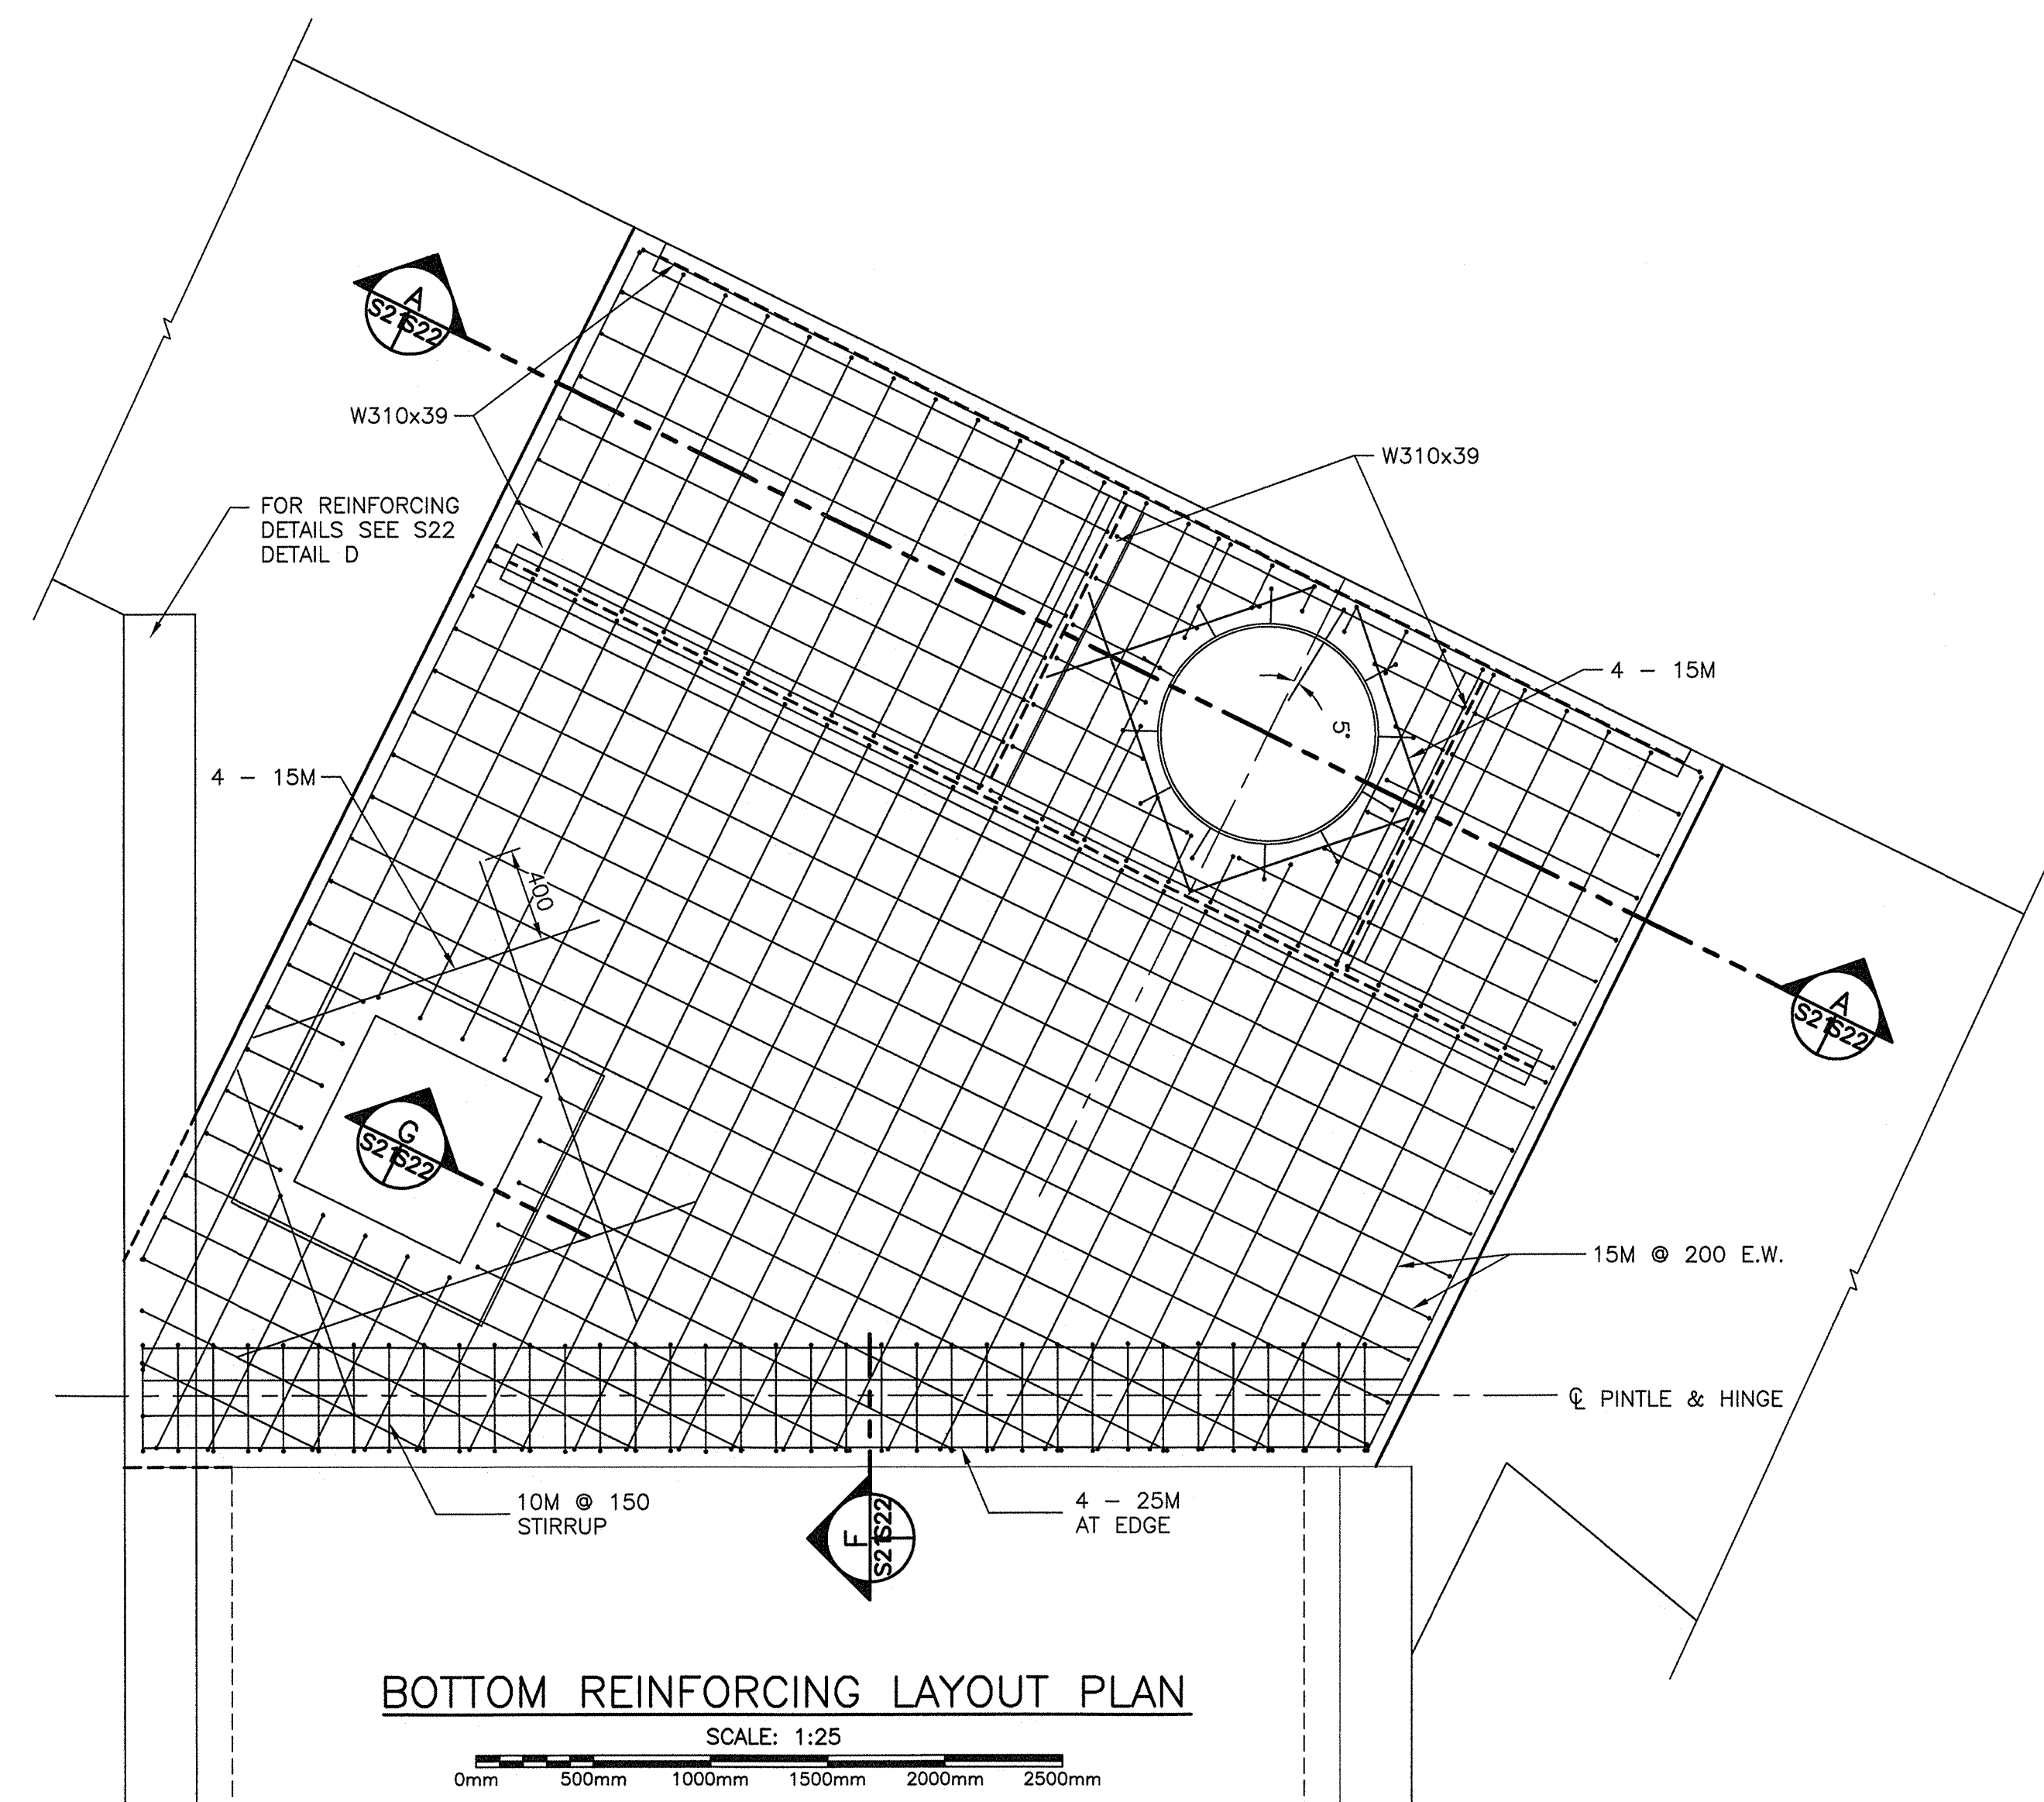 A
S21 S22
W310x39
W310x39
FOR REINFORCING
DETAILS SEE S22
DETAIL D
4 - 15M
5°
4 - 15M
400
A
S21 S22
G
S21 S22
15M @ 200 E.W.
℄ PINTLE & HINGE
10M @ 150
STIRRUP
4 - 25M
AT EDGE
F
S21 S22
BOTTOM REINFORCING LAYOUT PLAN
SCALE: 1:25
0mm 500mm 1000mm 1500mm 2000mm 2500mm